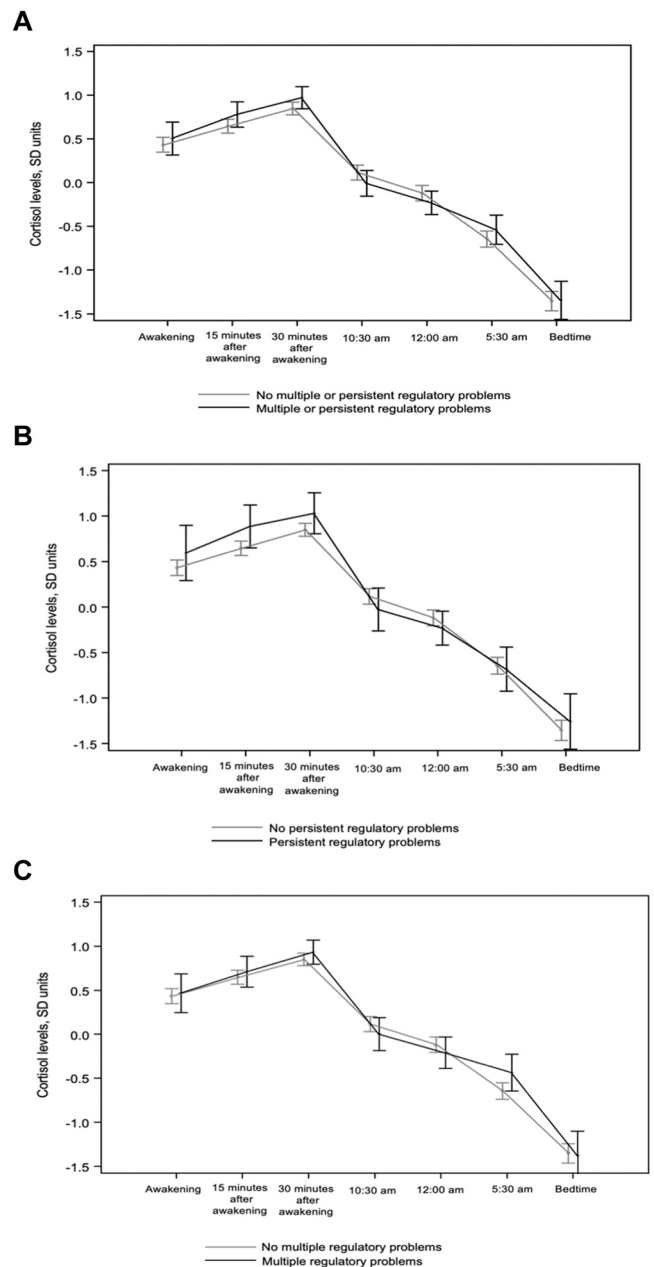 A
Cortisol levels, SD units
1.5
1.0
0.5
0.0
-0.5
-1.0
-1.5
Awakening
15 minutes
after
awakening
30 minutes
after
awakening
10:30 am
12:00 am
5:30 am
Bedtime
No multiple or persistent regulatory problems
Multiple or persistent regulatory problems
B
Cortisol levels, SD units
1.5
1.0
0.5
0.0
-0.5
-1.0
-1.5
Awakening
15 minutes
after
awakening
30 minutes
after
awakening
10:30 am
12:00 am
5:30 am
Bedtime
No persistent regulatory problems
Persistent regulatory problems
C
Cortisol levels, SD units
1.5
1.0
0.5
0.0
-0.5
-1.0
-1.5
Awakening
15 minutes
after
awakening
30 minutes
after
awakening
10:30 am
12:00 am
5:30 am
Bedtime
No multiple regulatory problems
Multiple regulatory problems